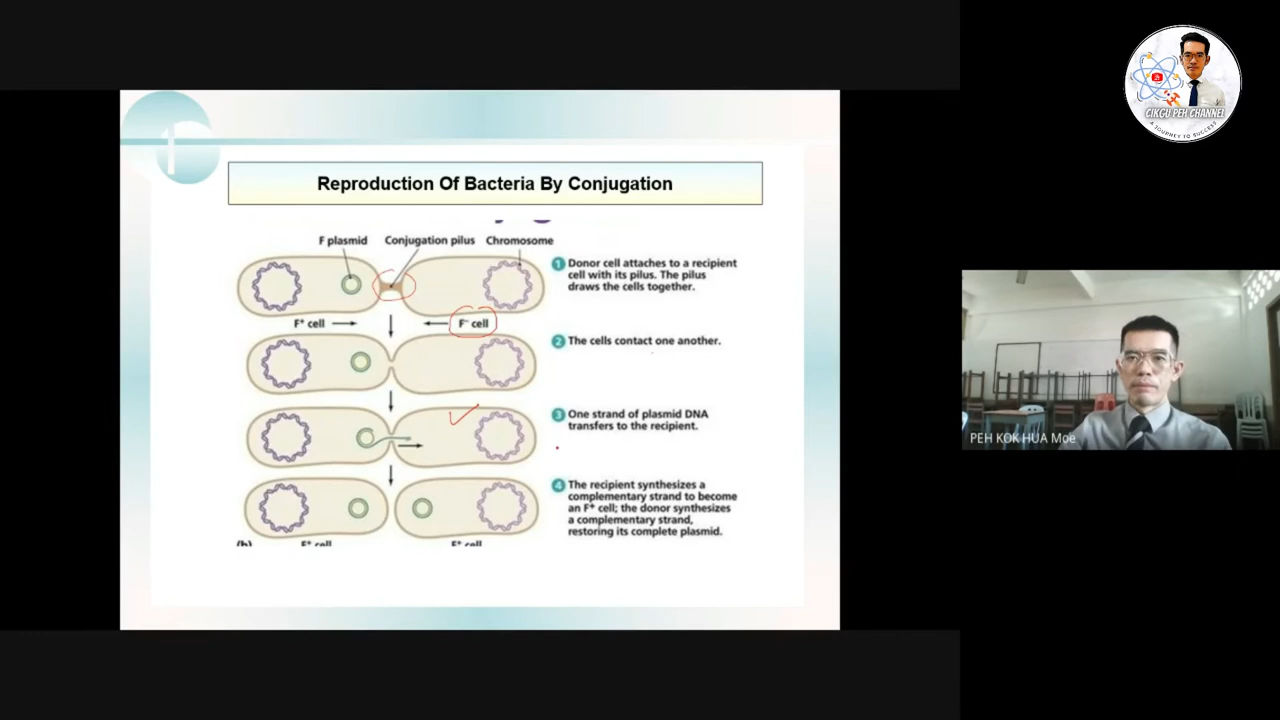 CIKGU PEH CHANNEL
A JOURNEY TO SUCCESS
Reproduction Of Bacteria By Conjugation
F plasmid
Conjugation pilus
Chromosome
F⁺ cell
F⁻ cell
1 Donor cell attaches to a recipient
cell with its pilus. The pilus
draws the cells together.
2 The cells contact one another.
3 One strand of plasmid DNA
transfers to the recipient.
4 The recipient synthesizes a
complementary strand to become
an F⁺ cell; the donor synthesizes
a complementary strand,
restoring its complete plasmid.
(b)
F⁺ cell
F⁺ cell
PEH KOK HUA Moe